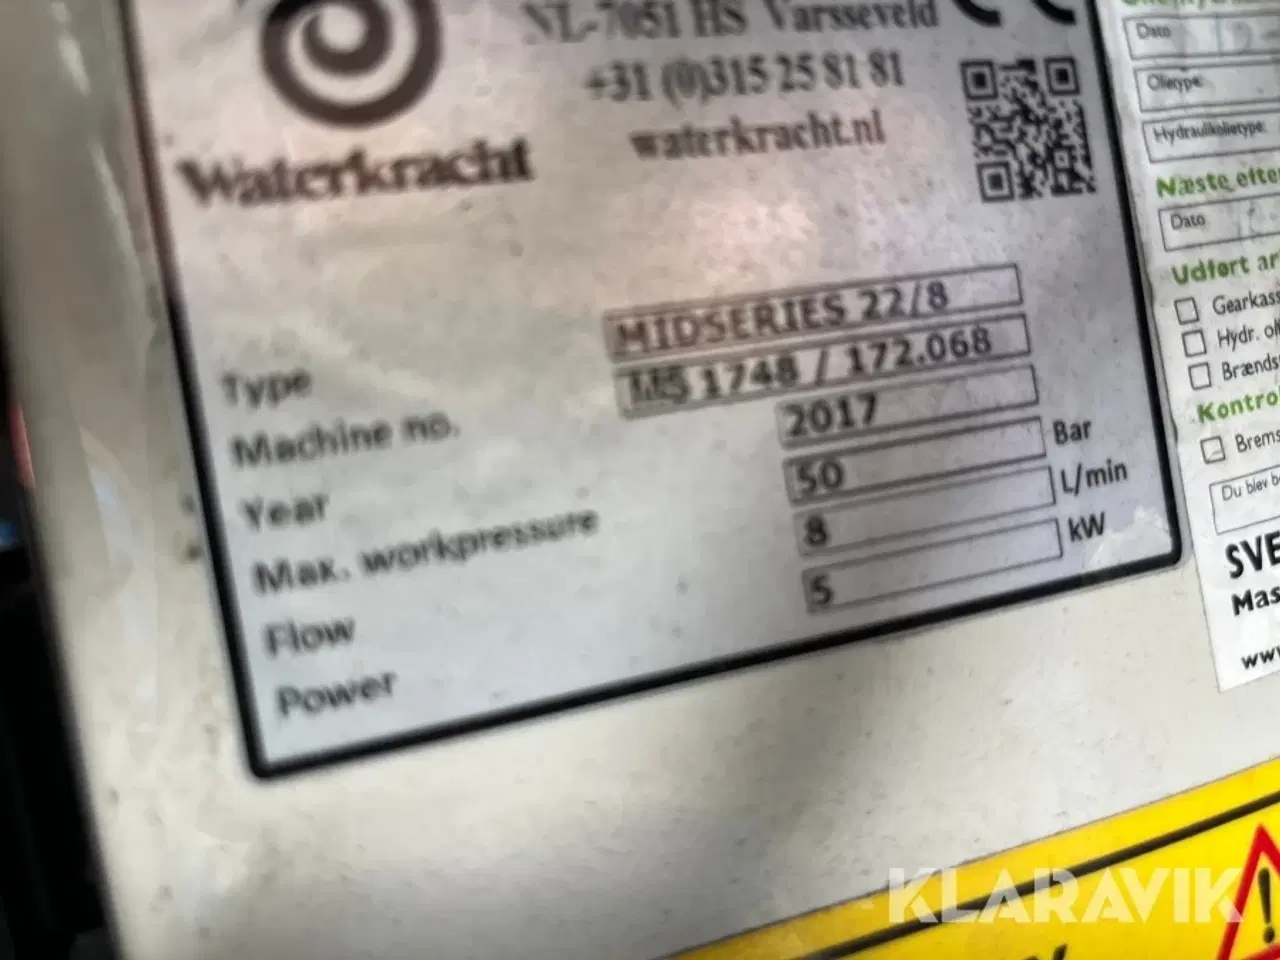 NL-7051 HS Varsseveld
+31 (0)315 25 81 81
waterkracht.nl
Waterkracht
Type MIDSERIES 22/8
Machine no. MS 1748 / 172.068
Year 2017
Max. workpressure 50 Bar
Flow 8 L/min
Power 5 kW
Dato
Olietype:
Hydraulikolietype:
Næste efter
Dato
Udført ar
Gearkass
Hydr. ol
Brænds
Kontrol
Brems
Du blev be
SVE
Mas
www
KLARAVIK